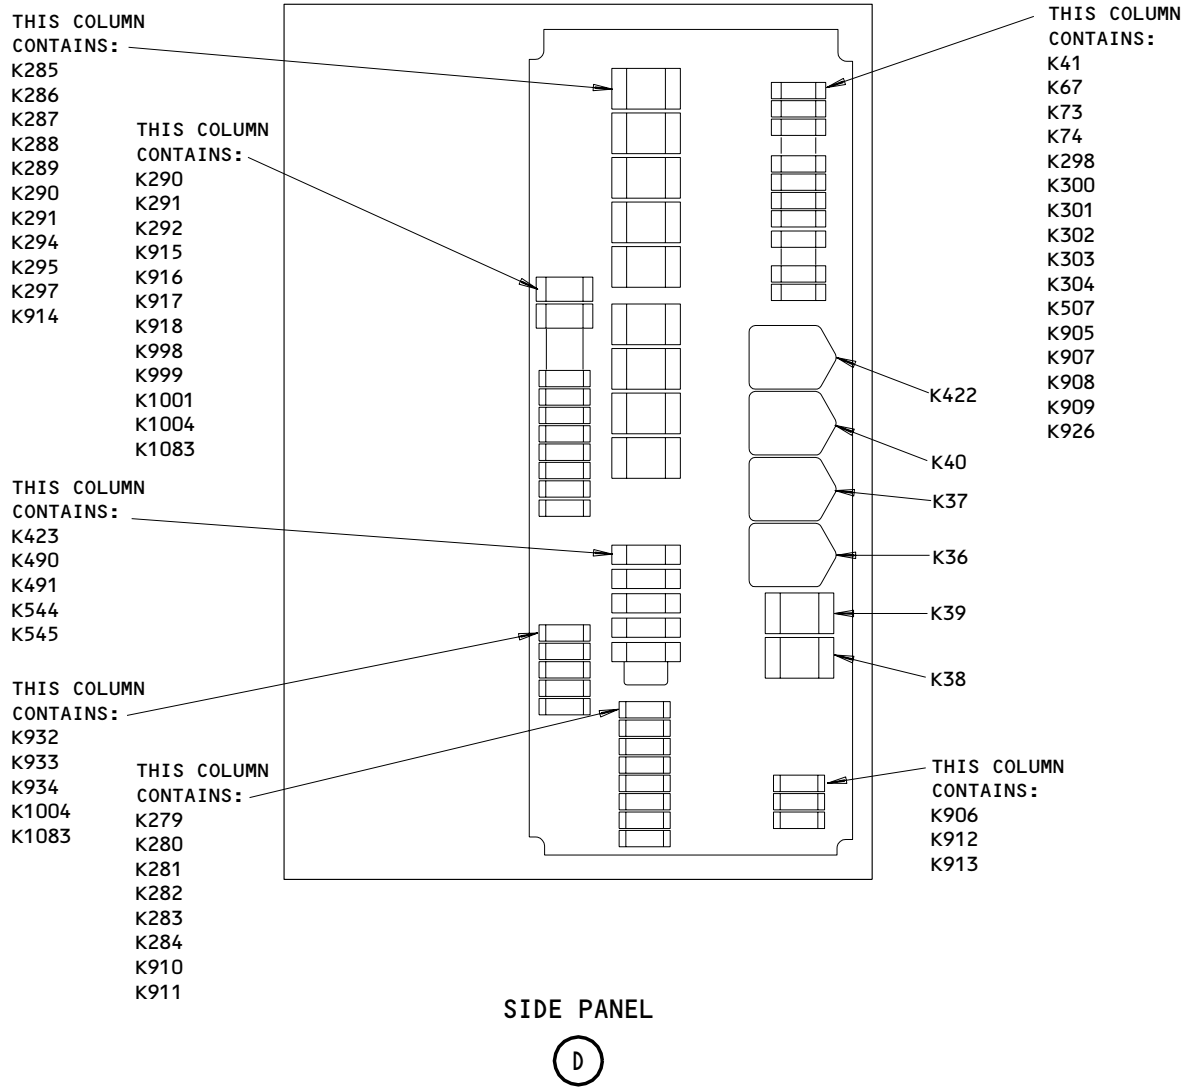 THIS COLUMN
CONTAINS:
K285
K286
K287
K288
K289
K290
K291
K294
K295
K297
K914
THIS COLUMN
CONTAINS:
K290
K291
K292
K915
K916
K917
K918
K998
K999
K1001
K1004
K1083
THIS COLUMN
CONTAINS:
K423
K490
K491
K544
K545
THIS COLUMN
CONTAINS:
K932
K933
K934
K1004
K1083
THIS COLUMN
CONTAINS:
K279
K280
K281
K282
K283
K284
K910
K911
THIS COLUMN
CONTAINS:
K41
K67
K73
K74
K298
K300
K301
K302
K303
K304
K507
K905
K907
K908
K909
K926
K422
K40
K37
K36
K39
K38
THIS COLUMN
CONTAINS:
K906
K912
K913
SIDE PANEL
D